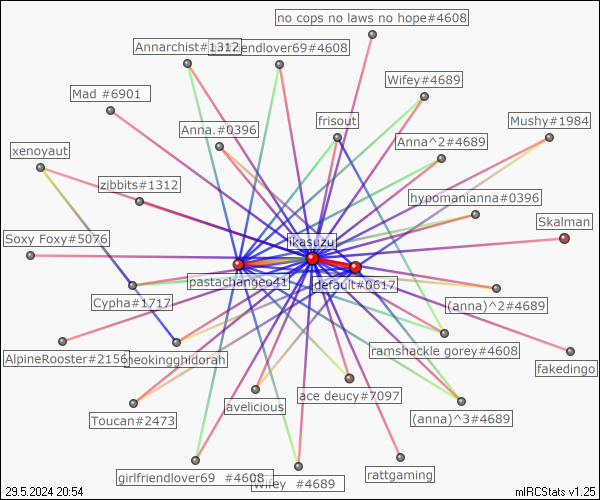 no cops no laws no hope#4608
Annarchist#1312
friendlover69#4608
Wifey#4689
Mad #6901
frisout
Mushy#1984
Anna.#0396
Anna^2#4689
xenoyaut
zibbits#1312
hypomanianna#0396
Skalman
Soxy Foxy#5076
ikasuzu
pastachangeo41
default#0617
Cypha#1717
(anna)^2#4689
AlpineRooster#2156
neokingghidorah
ramshackle gorey#4608
fakedingo
Toucan#2473
avelicious
ace deucy#7097
(anna)^3#4689
girlfriendlover69 #4608
Wifey #4689
rattgaming
29.5.2024 20:54
mIRCStats v1.25